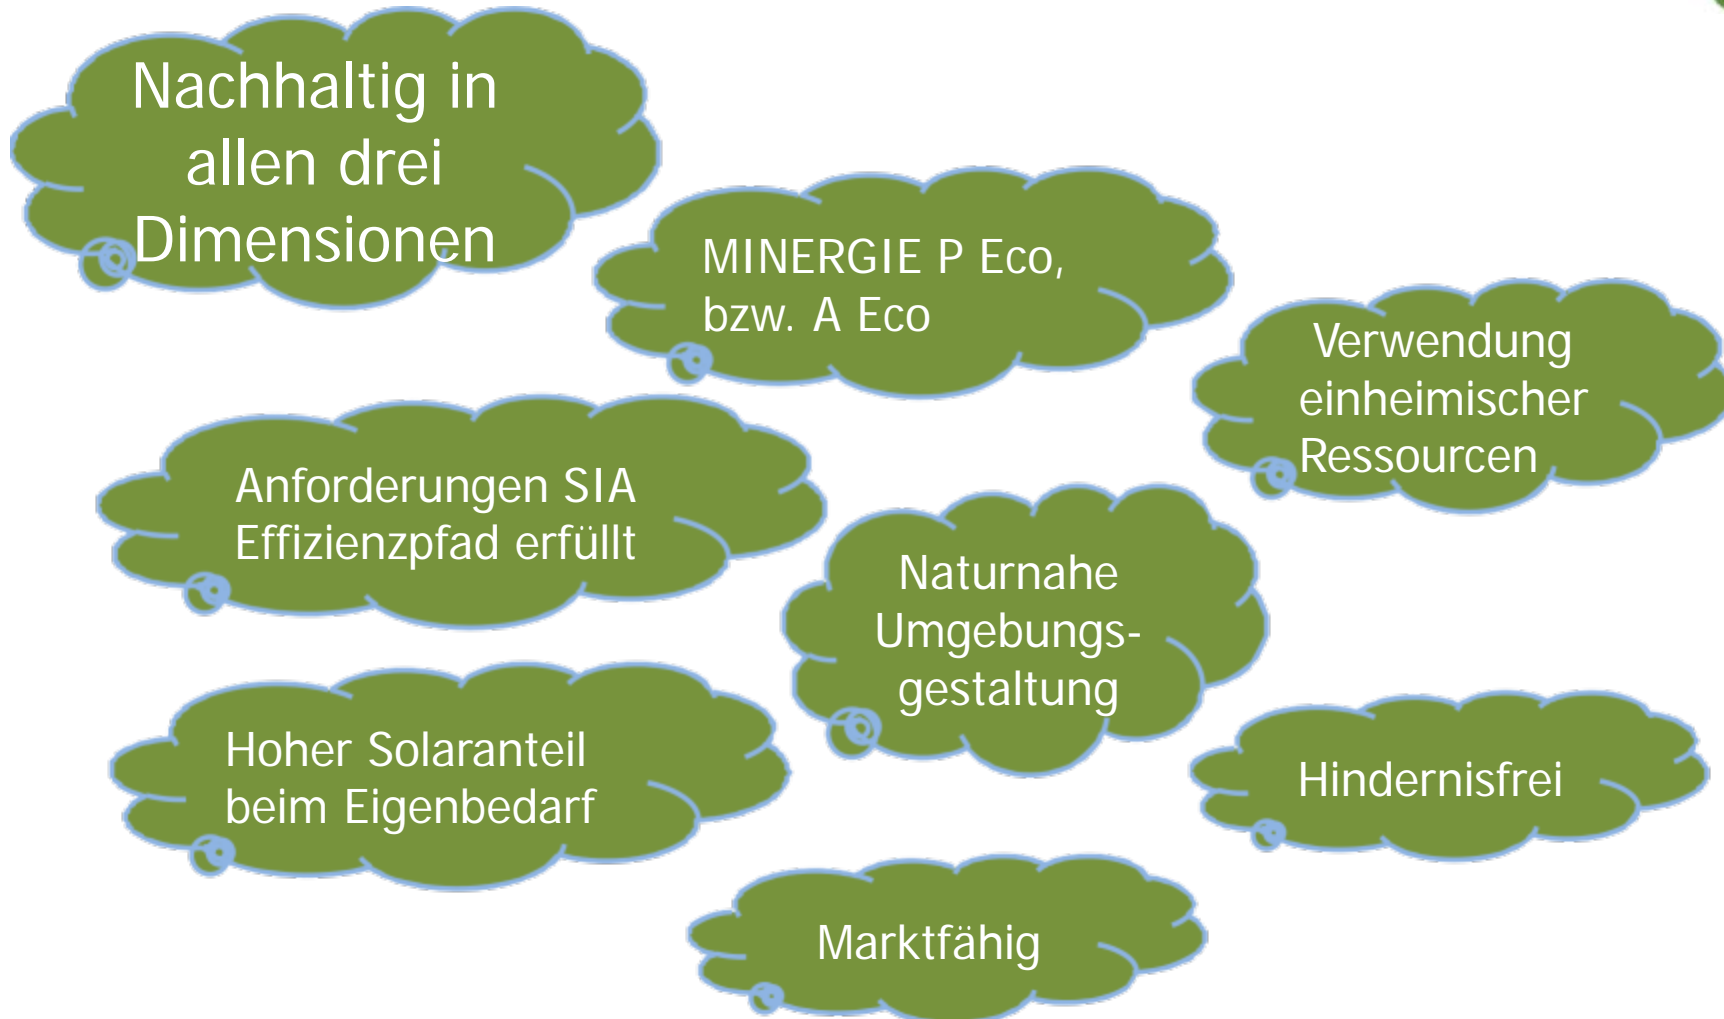 Nachhaltig in
allen drei
Dimensionen
MINERGIE P Eco,
bzw. A Eco
Verwendung
einheimischer
Ressourcen
Anforderungen SIA
Effizienzpfad erfüllt
Naturnahe
Umgebungs-
gestaltung
Hoher Solaranteil
beim Eigenbedarf
Hindernisfrei
Marktfähig